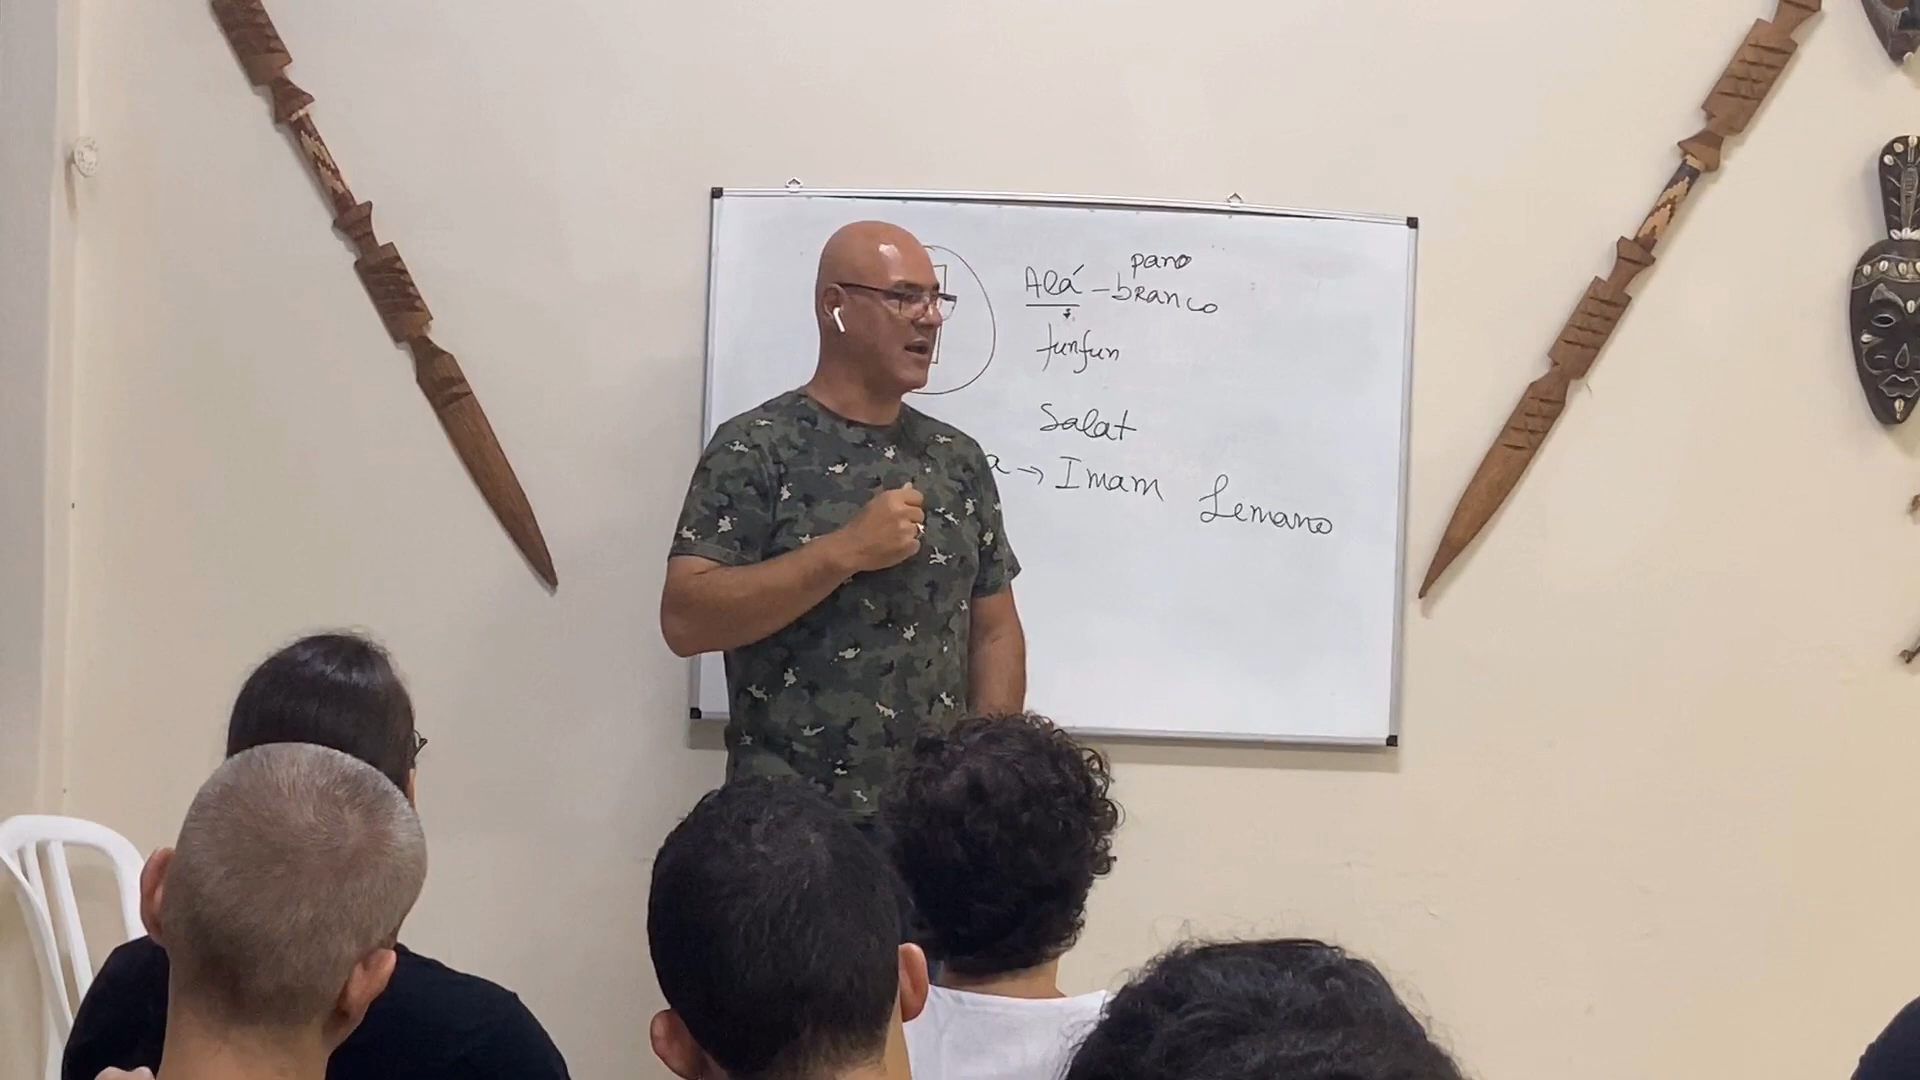 pano
Alá - branco
funfun
Salat
a → Imam Lemano